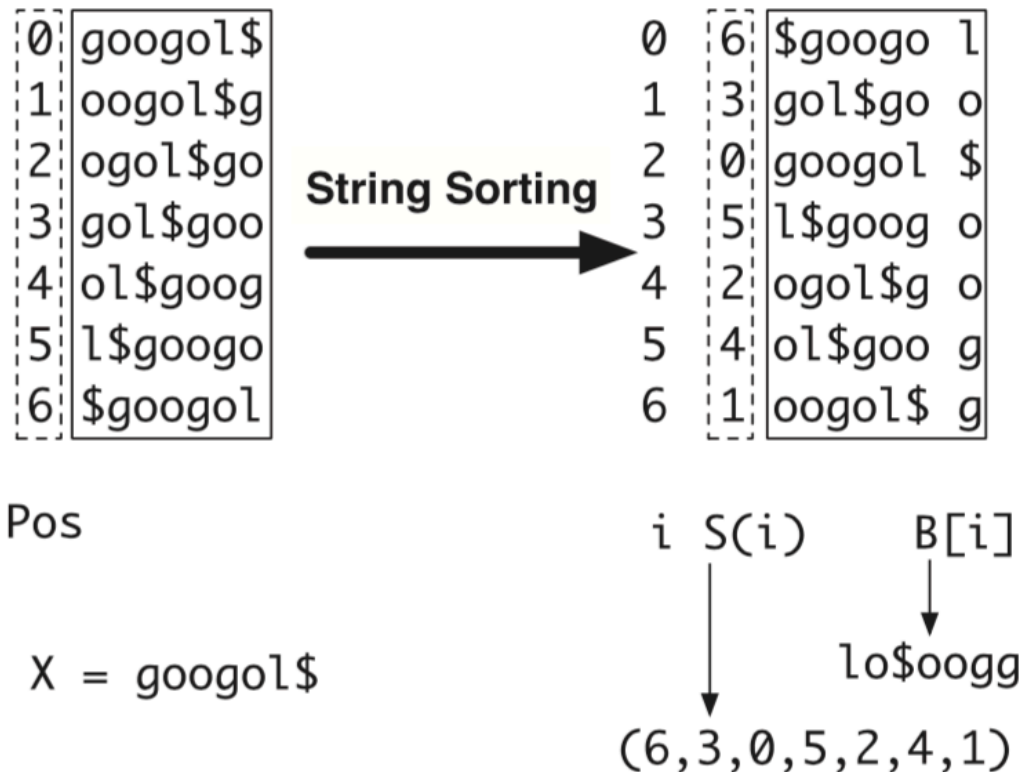 0 googol$ 0 6 $googo l
1 oogol$g 1 3 gol$go o
2 ogol$go 2 0 googol $
String Sorting
3 gol$goo 3 5 l$goog o
4 ol$goog 4 2 ogol$g o
5 l$googo 5 4 ol$goo g
6 $googol 6 1 oogol$ g
Pos i S(i) B[i]
X = googol$ lo$oogg
(6,3,0,5,2,4,1)